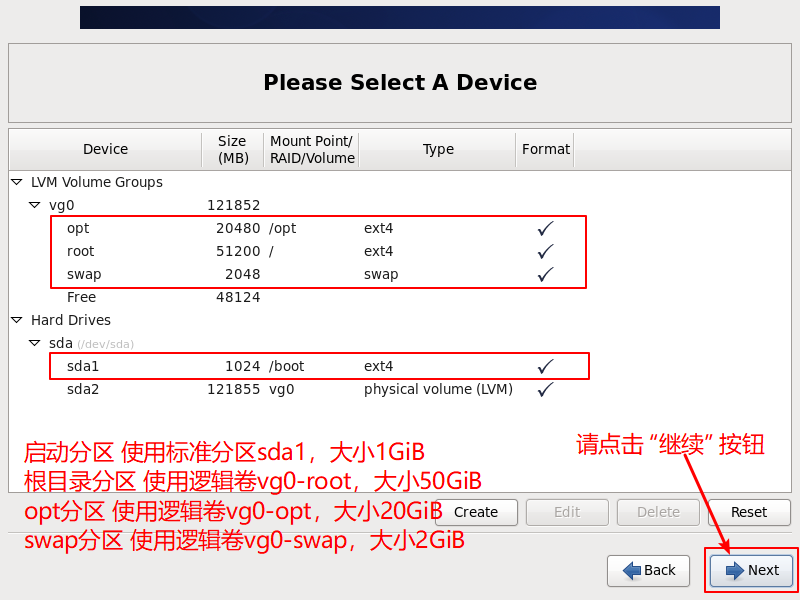 Please Select A Device
Device Size (MB) Mount Point/ RAID/Volume Type Format
LVM Volume Groups
vg0 121852
opt 20480 /opt ext4
root 51200 / ext4
swap 2048 swap
Free 48124
Hard Drives
sda (/dev/sda)
sda1 1024 /boot ext4
sda2 121855 vg0 physical volume (LVM)
请点击 “继续” 按钮
启动分区 使用标准分区sda1，大小1GiB
根目录分区 使用逻辑卷vg0-root，大小50GiB
opt分区 使用逻辑卷vg0-opt，大小20GiB
swap分区 使用逻辑卷vg0-swap，大小2GiB
Create Edit Delete Reset
Back Next